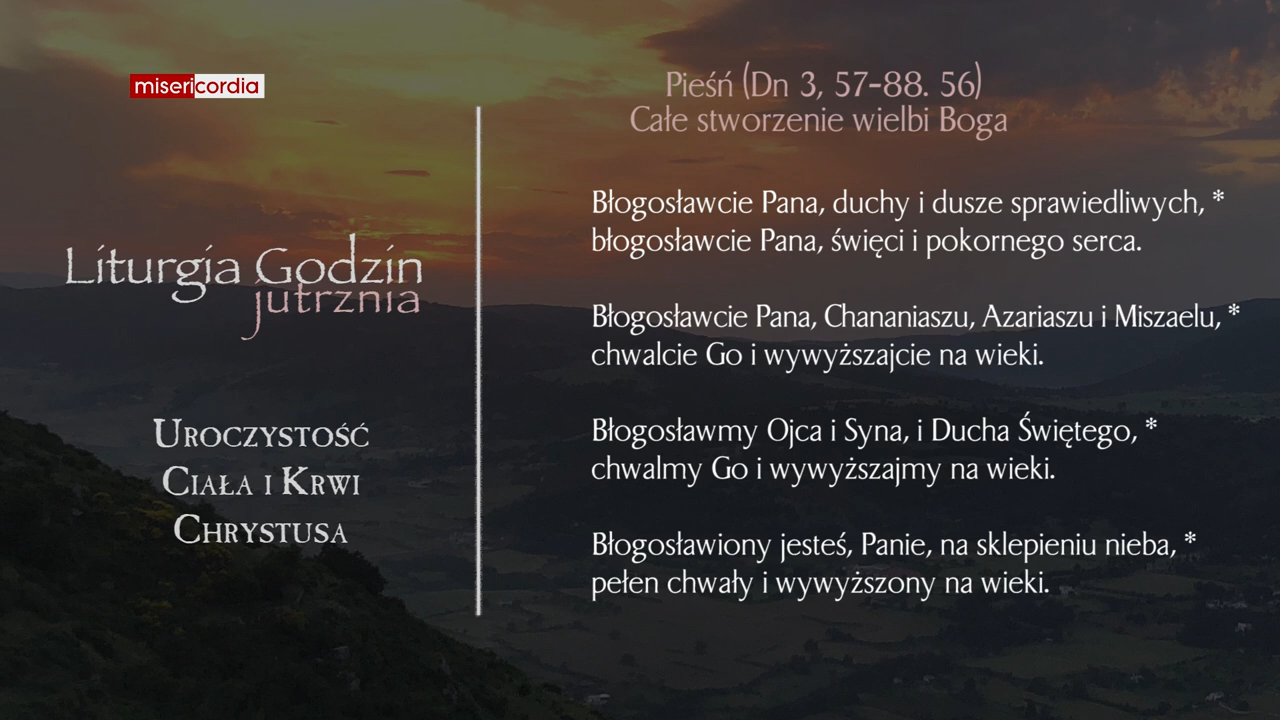 misericordia
Liturgia Godzin
jutrznia
Uroczystość
Ciała i Krwi
Chrystusa
Pieśń (Dn 3, 57-88. 56)
Całe stworzenie wielbi Boga
Błogosławcie Pana, duchy i dusze sprawiedliwych, *
błogosławcie Pana, święci i pokornego serca.
Błogosławcie Pana, Chananiaszu, Azariaszu i Miszaelu, *
chwalcie Go i wywyższajcie na wieki.
Błogosławmy Ojca i Syna, i Ducha Świętego, *
chwalmy Go i wywyższajmy na wieki.
Błogosławiony jesteś, Panie, na sklepieniu nieba, *
pełen chwały i wywyższony na wieki.